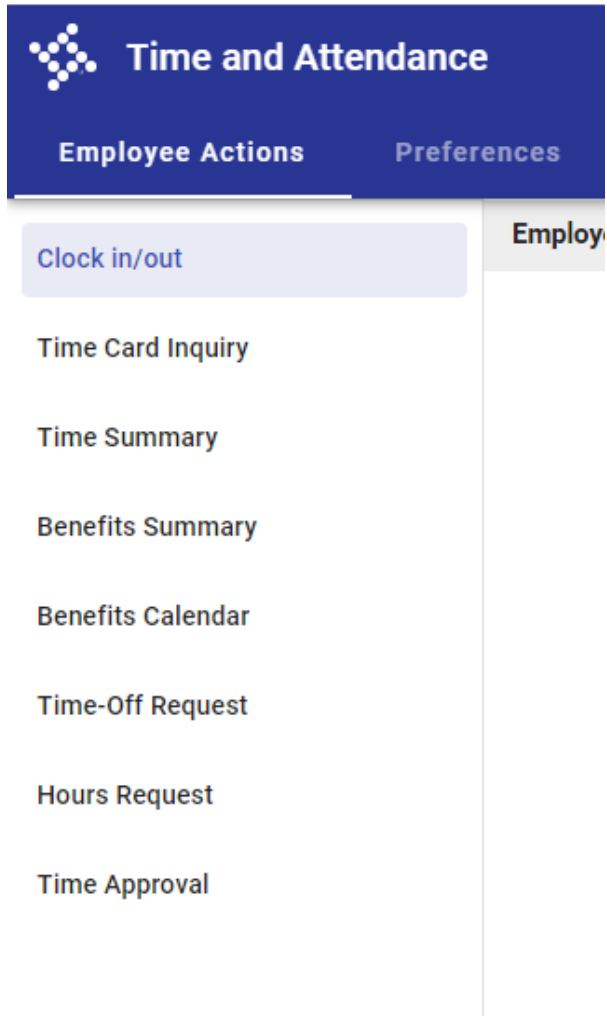 Time and Attendance
Employee Actions Preferences
Clock in/out
Time Card Inquiry
Time Summary
Benefits Summary
Benefits Calendar
Time-Off Request
Hours Request
Time Approval